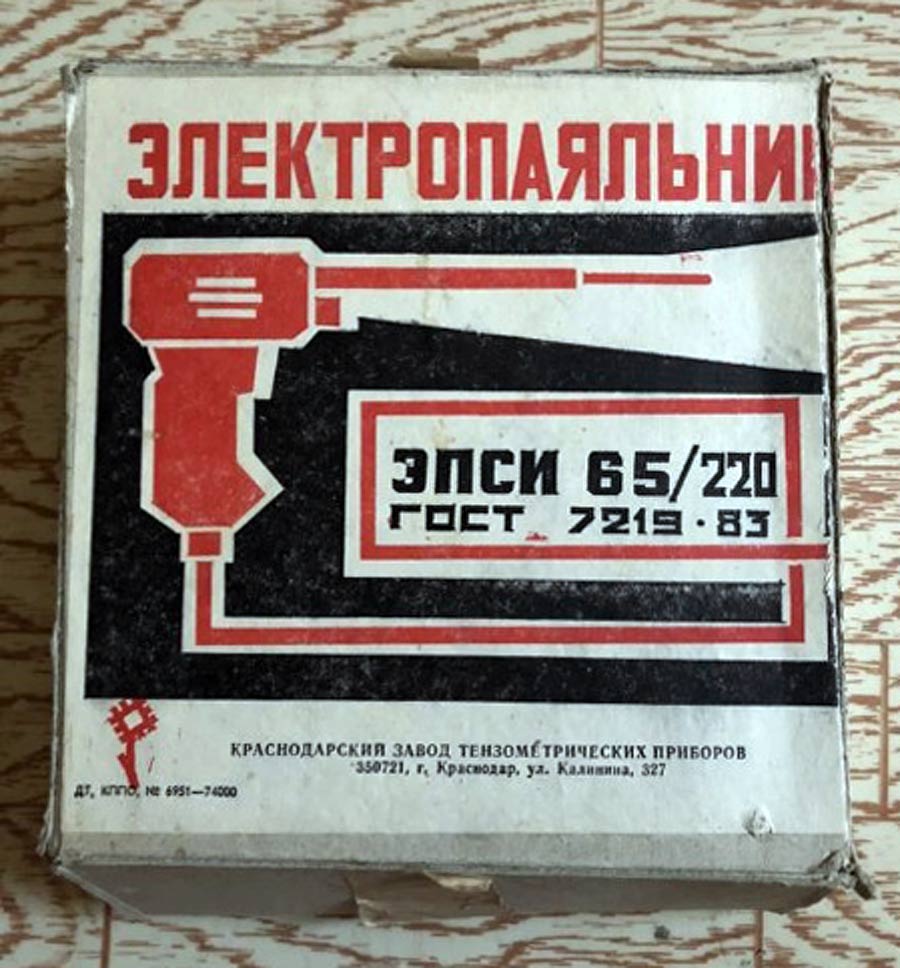 ЭЛЕКТРОПАЯЛЬНИК
ЭПСИ 65/220
ГОСТ 7219·83
КРАСНОДАРСКИЙ ЗАВОД ТЕНЗОМЕТРИЧЕСКИХ ПРИБОРОВ
350721, г. Краснодар, ул. Калинина, 327
ДТ, КППО, № 6951—74000